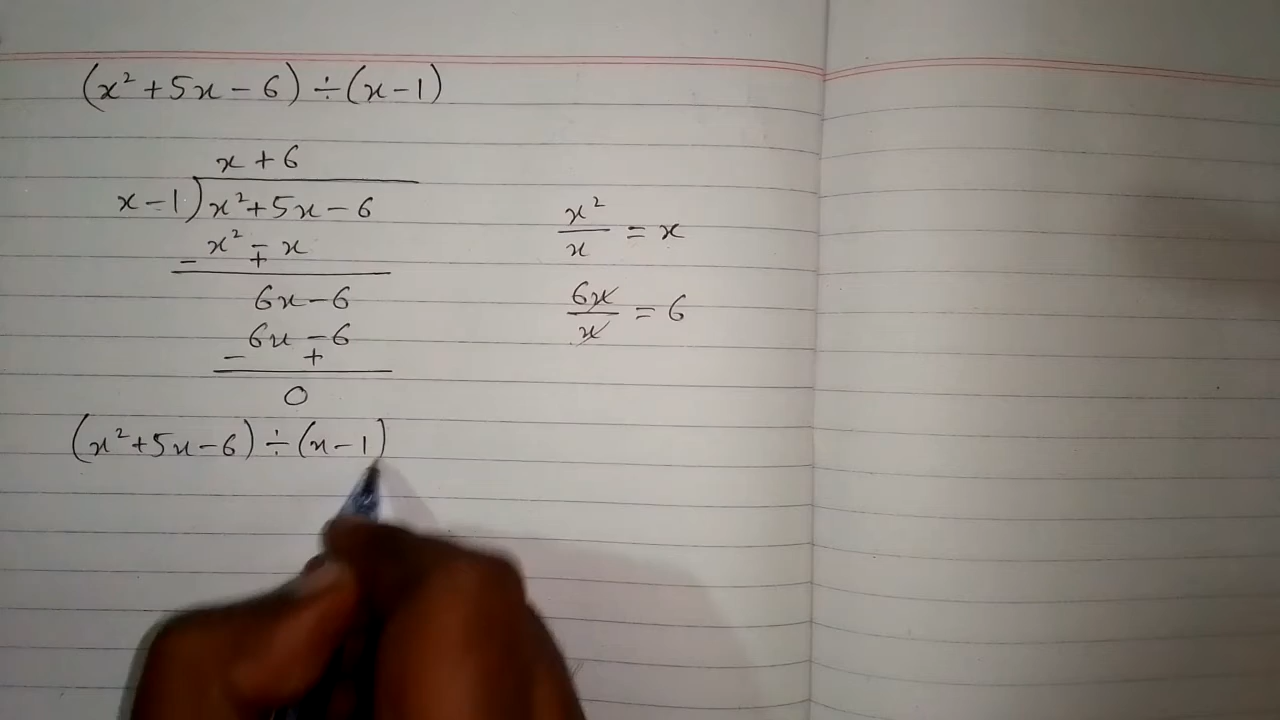 (x² + 5x - 6) ÷ (x - 1)
x + 6
x - 1) x² + 5x - 6
x² - x
- +
6x - 6
6x - 6
- +
0
(x² + 5x - 6) ÷ (x - 1)
x²/x = x
6x/x = 6